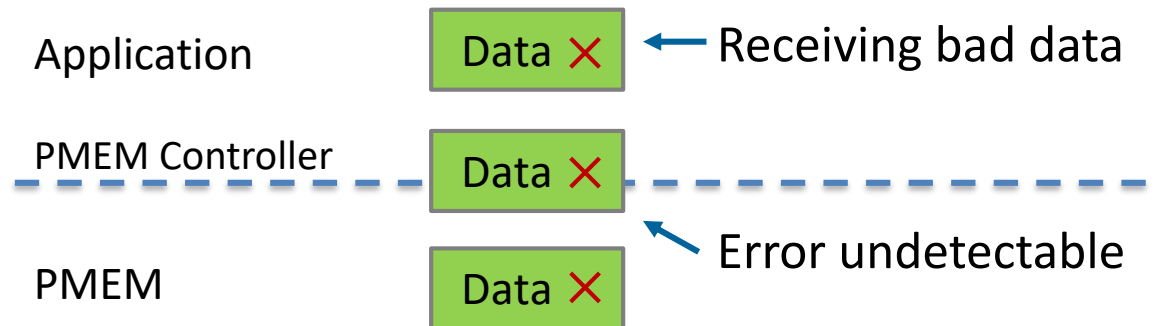 Application
Data
Receiving bad data
PMEM Controller
Data
Error undetectable
PMEM
Data